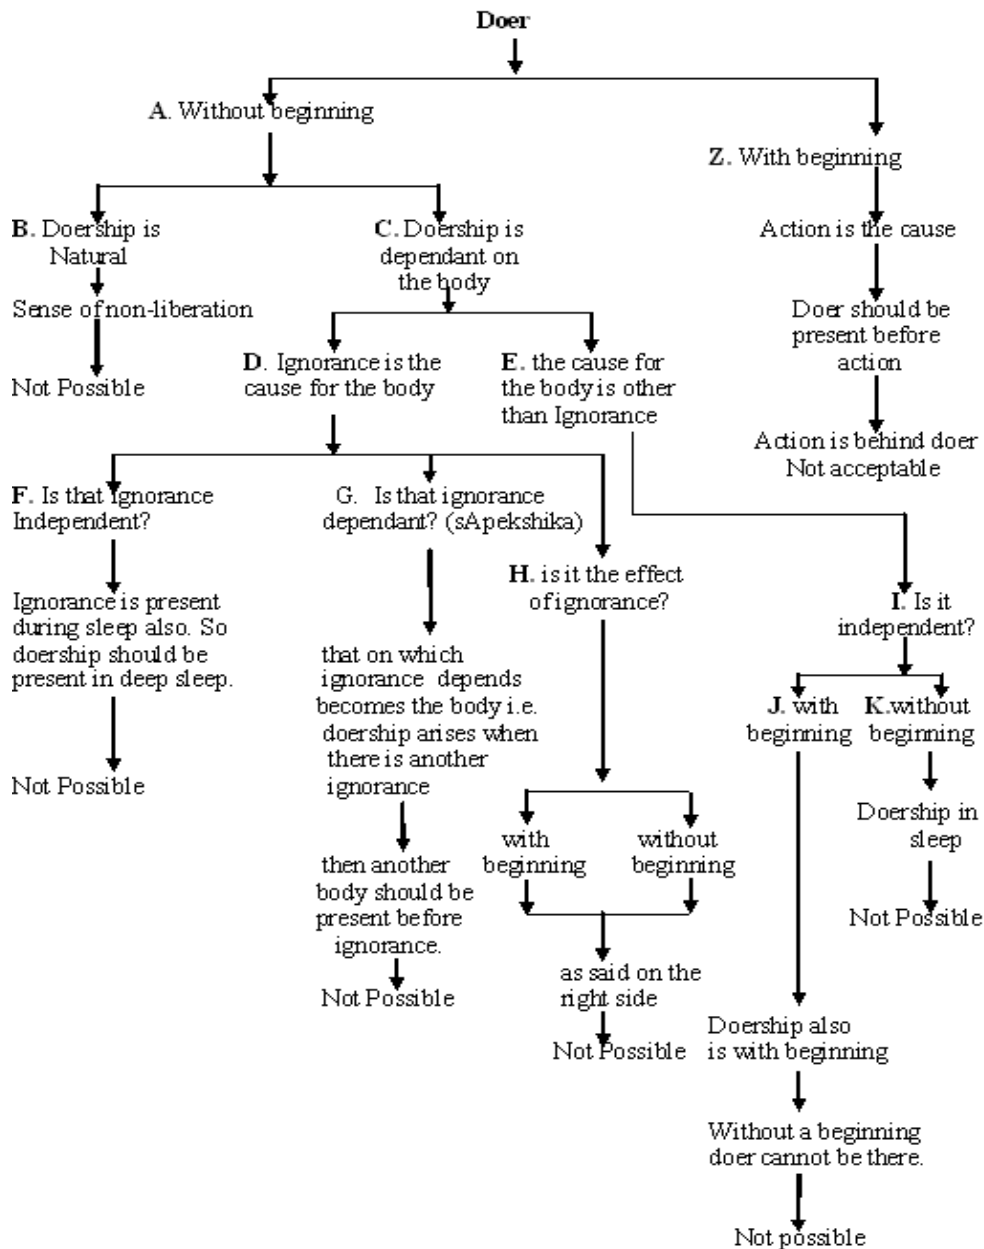 Doer
A. Without beginning
Z. With beginning
B. Doership is
Natural
C. Doership is
dependant on
the body
Action is the cause
Sense of non-liberation
Doer should be
present before
action
D. Ignorance is the
cause for the body
E. the cause for
the body is other
than Ignorance
Not Possible
Action is behind doer
Not acceptable
F. Is that Ignorance
Independent?
G. Is that ignorance
dependant? (sApekshika)
H. is it the effect
of ignorance?
I. Is it
independent?
Ignorance is present
during sleep also. So
doership should be
present in deep sleep.
that on which
ignorance depends
becomes the body i.e.
doership arises when
there is another
ignorance
J. with
beginning
K.without
beginning
Not Possible
Doership in
sleep
with
beginning
without
beginning
then another
body should be
present before
ignorance.
Not Possible
as said on the
right side
Not Possible
Not Possible
Doership also
is with beginning
Without a beginning
doer cannot be there.
Not possible